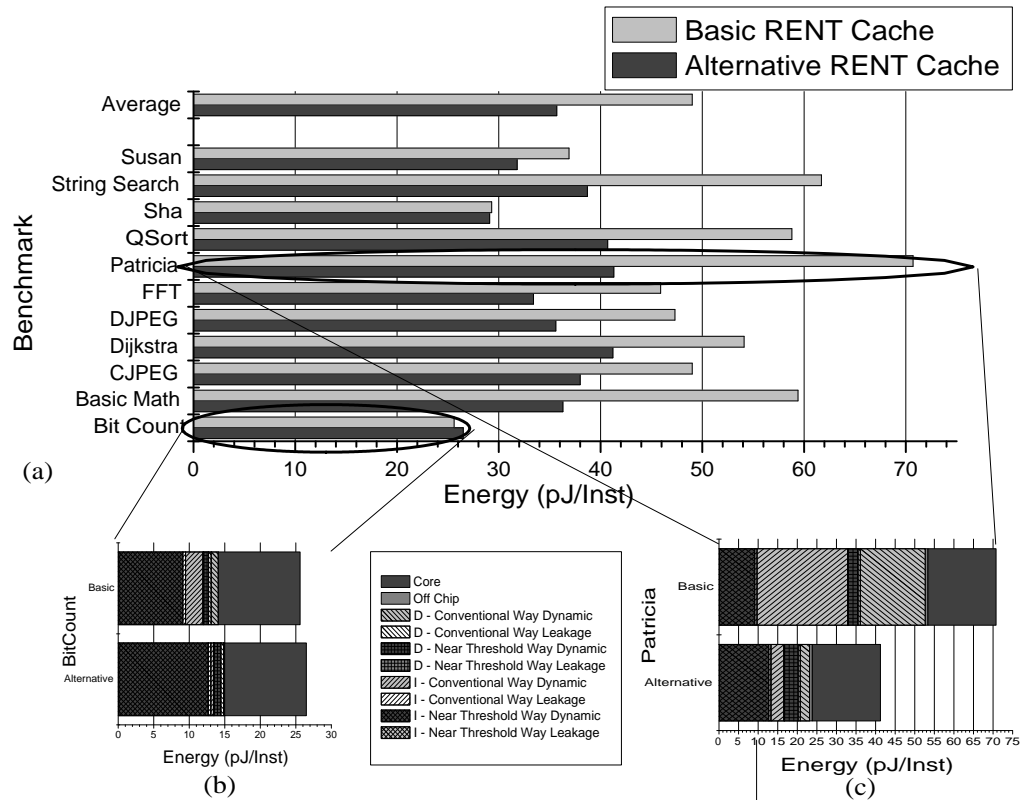 Basic RENT Cache
Alternative RENT Cache
Benchmark
Average
Susan
String Search
Sha
QSort
Patricia
FFT
DJPEG
Dijkstra
CJPEG
Basic Math
Bit Count
0 10 20 30 40 50 60 70
Energy (pJ/Inst)
(a)
BitCount
Basic
Alternative
0 5 10 15 20 25 30
Energy (pJ/Inst)
(b)
Core
Off Chip
D - Conventional Way Dynamic
D - Conventional Way Leakage
D - Near Threshold Way Dynamic
D - Near Threshold Way Leakage
I - Conventional Way Dynamic
I - Conventional Way Leakage
I - Near Threshold Way Dynamic
I - Near Threshold Way Leakage
Patricia
Basic
Alternative
0 5 10 15 20 25 30 35 40 45 50 55 60 65 70 75
Energy (pJ/Inst)
(c)